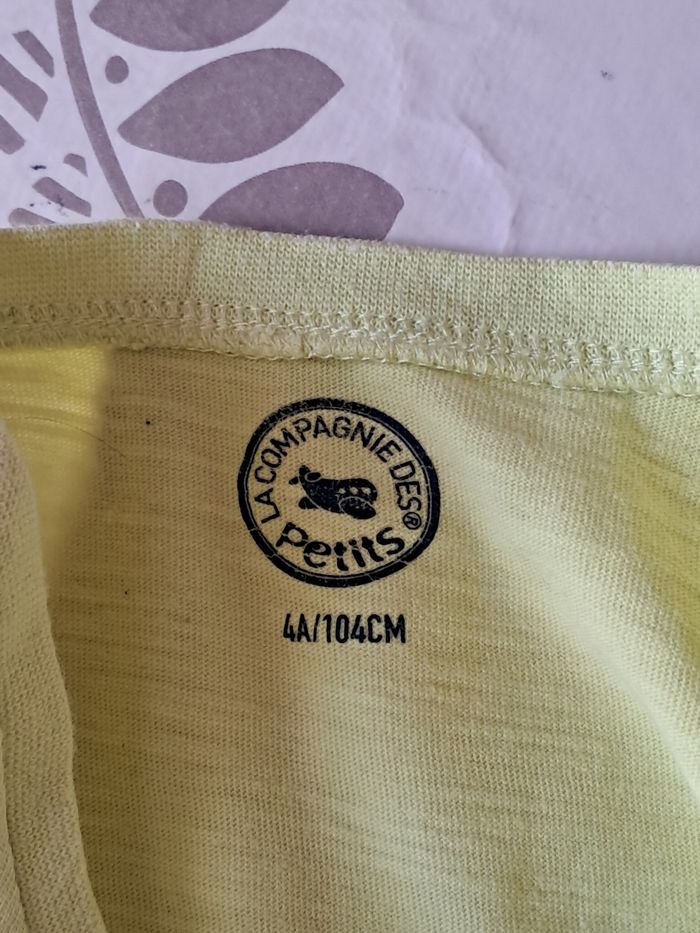 LA COMPAGNIE DES®
Petits
4A/104CM